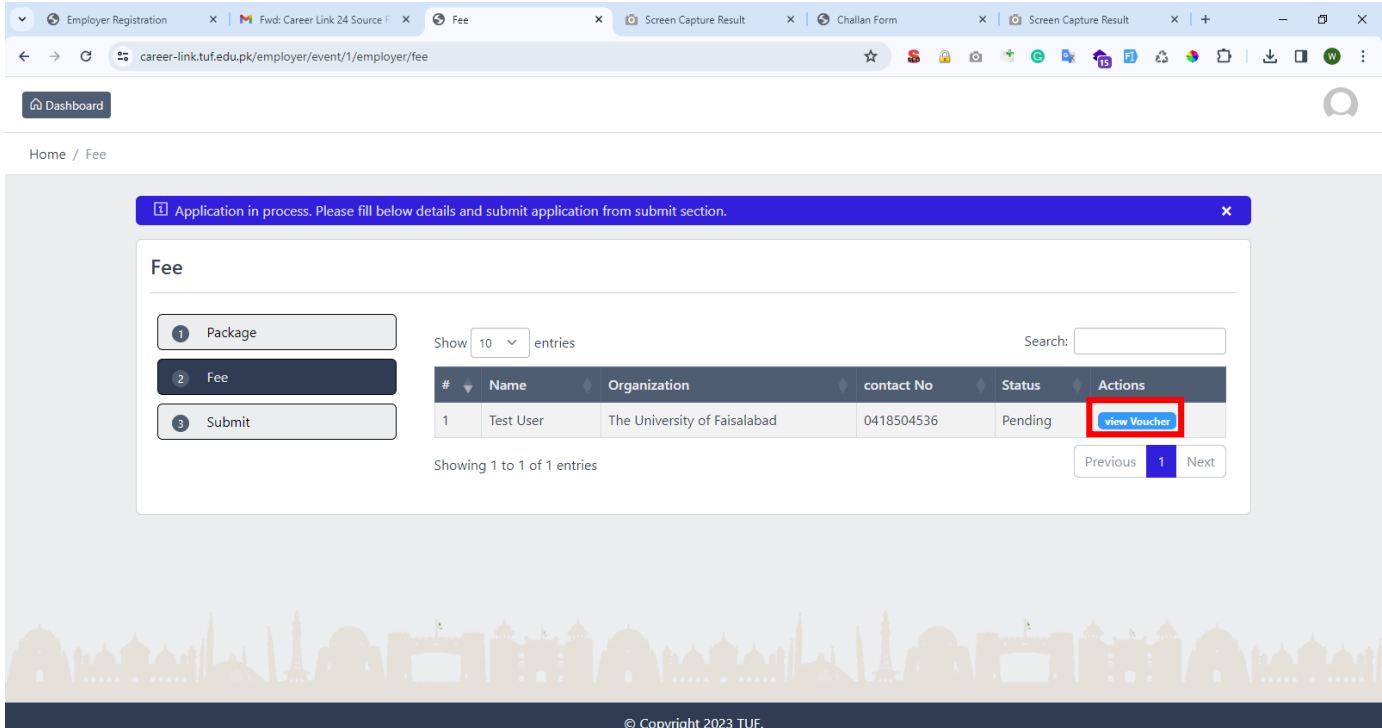 Employer Registration
Fwd: Career Link 24 Source F
Fee
Screen Capture Result
Challan Form
Screen Capture Result
career-link.tuf.edu.pk/employer/event/1/employer/fee
15
W
Dashboard
Home / Fee
Application in process. Please fill below details and submit application from submit section.
Fee
1 Package
2 Fee
3 Submit
Show 10 entries
Search:
# Name Organization contact No Status Actions
1 Test User The University of Faisalabad 0418504536 Pending view Voucher
Showing 1 to 1 of 1 entries
Previous 1 Next
© Copyright 2023 TUF.